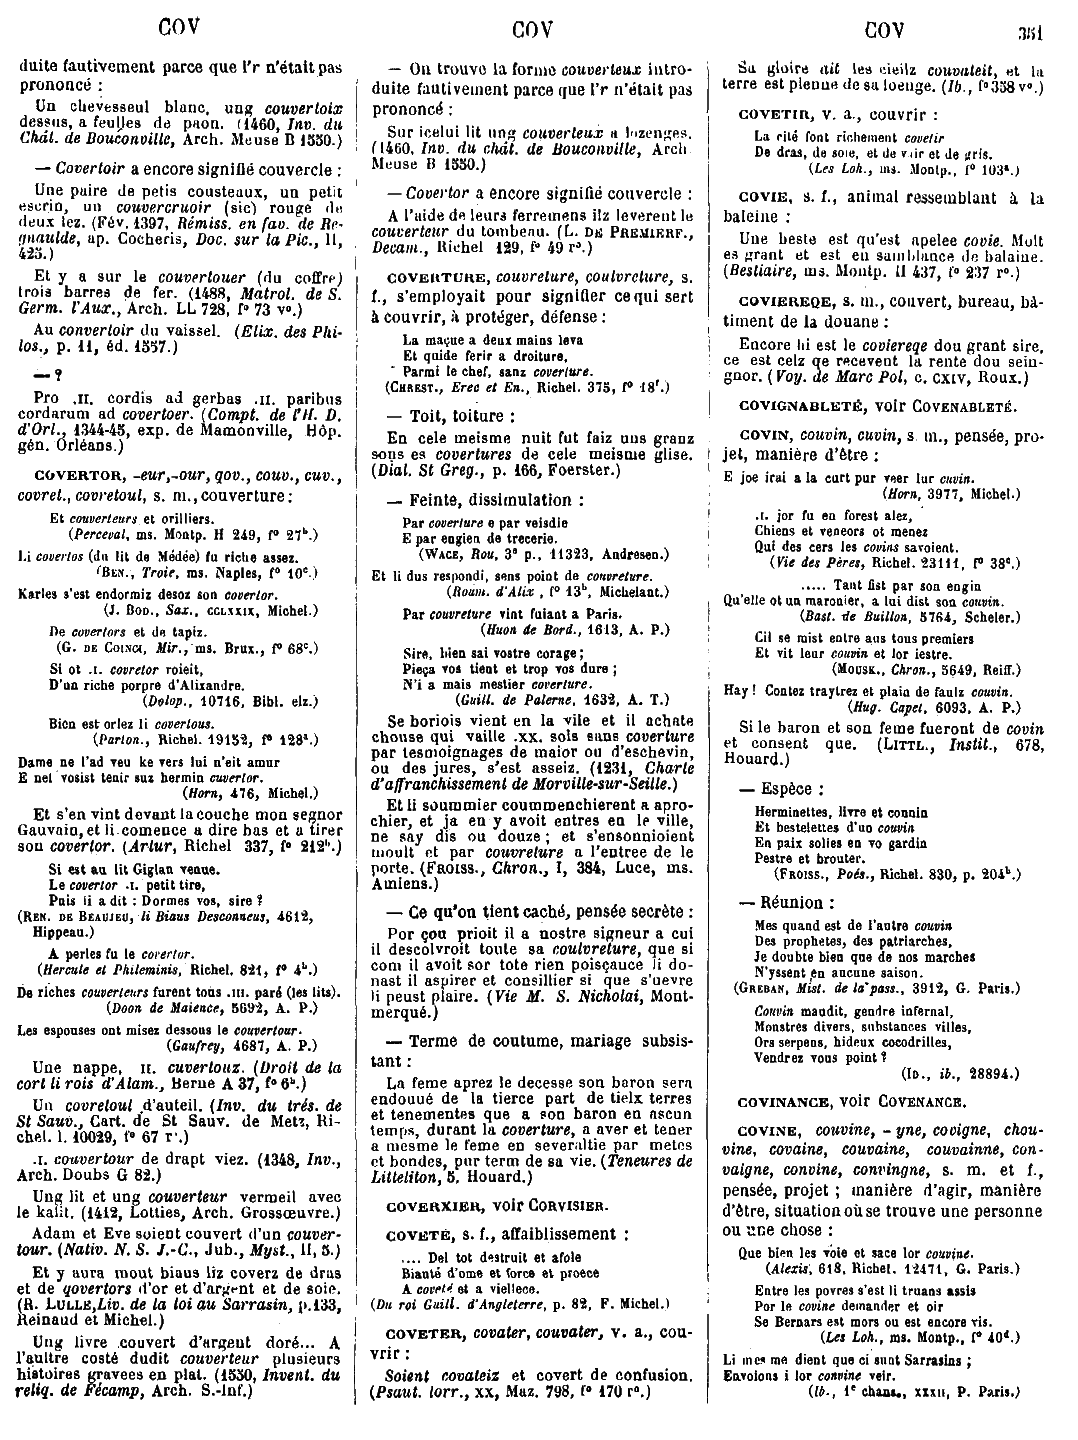 COV
COV
COV
351
duite fautivement parce que l'r n'était pas
prononcé :
Un chevesseul blanc, ung couvertoix
dessus, a feulles de paon. (1460, Inv. du
Chât. de Bouconville, Arch. Meuse B 1550.)
— Covertoir a encore signifié couvercle :
Une paire de petis cousteaux, un petit
escrin, un couvercruoir (sic) rouge de
deux lez. (Fév. 1397, Rémiss. en fav. de Re-
gnaulde, ap. Cocheris, Doc. sur la Pic., II,
425.)
Et y a sur le couvertouer (du coffre)
trois barres de fer. (1488, Matrol. de S.
Germ. l'Aux., Arch. LL 728, f° 73 v°.)
Au convertoir du vaissel. (Elix. des Phi-
los., p. 11, éd. 1557.)
— ?
Pro .II. cordis ad gerbas .II. paribus
cordarum ad covertoer. (Compt. de l'H. D.
d'Orl., 1344-45, exp. de Mamonville, Hôp.
gén. Orléans.)
COVERTOR, -eur, -our, qov., couv., cuv.,
covret., covretoul, s. m., couverture :
Et couverteurs et orilliers.
(Perceval, ms. Montp. H 249, f° 27ᵇ.)
Li covertos (du lit de Médée) fu riche assez.
(BEN., Troie, ms. Naples, f° 10ᶜ.)
Karles s'est endormiz desoz son covertor.
(J. BOD., Sax., CCLXXIX, Michel.)
De covertors et de tapiz.
(G. DE COINCI, Mir., ms. Brux., f° 68ᶜ.)
Si ot .I. covretor roieit,
D'un riche porpre d'Alixandre.
(Dolop., 10716, Bibl. elz.)
Bien est orlez li covertous.
(Parton., Richel. 19152, f° 128ᵃ.)
Dame ne l'ad veu ke vers lui n'eit amur
E nel vosist tenir suz hermin cuvertor.
(Horn, 476, Michel.)
Et s'en vint devant la couche mon segnor
Gauvain, et li comence a dire bas et a tirer
son covertor. (Artur, Richel 337, f° 212ᵇ.)
Si est au lit Giglan venue.
Le covertor .I. petit tire,
Puis li a dit : Dormes vos, sire ?
(REN. DE BEAUJEU, li Biaus Desconneus, 4612,
Hippeau.)
A perles fu le covertor.
(Hercule et Phileminis, Richel. 821, f° 4ᵇ.)
De riches couverteurs furent tous .III. paré (les lits).
(Doon de Maience, 5692, A. P.)
Les espouses ont misez dessous le couvertour.
(Gaufrey, 4687, A. P.)
Une nappe, II. cuvertouz. (Droit de la
cort li rois d'Alam., Berne A 37, f° 6ᵇ.)
Un covretoul d'auteil. (Inv. du trés. de
St Sauv., Cart. de St Sauv. de Metz, Ri-
chel. l. 10029, f° 67 r°.)
.I. couvertour de drapt viez. (1348, Inv.,
Arch. Doubs G 82.)
Ung lit et ung couverteur vermeil avec
le kalit. (1412, Lotties, Arch. Grossœuvre.)
Adam et Eve soient couvert d'un couver-
tour. (Nativ. N. S. J.-C., Jub., Myst., II, 5.)
Et y aura mout biaus liz coverz de dras
et de qovertors d'or et d'argent et de soie.
(R. LULLE, Liv. de la loi au Sarrasin, p. 133,
Reinaud et Michel.)
Ung livre couvert d'argent doré... A
l'aultre costé dudit couverteur plusieurs
histoires gravees en plat. (1530, Invent. du
reliq. de Fécamp, Arch. S.-Inf.)
— On trouve la forme couverteux intro-
duite fautivement parce que l'r n'était pas
prononcé :
Sur icelui lit ung couverteux a lozenges.
(1460, Inv. du chât. de Bouconville, Arch
Meuse B 1550.)
— Covertor a encore signifié couvercle :
A l'aide de leurs ferremens ilz leverent le
couverteur du tombeau. (L. DE PREMIERF.,
Decam., Richel 129, f° 49 r°.)
COVERTURE, couvreture, coulvreture, s.
f., s'employait pour signifier ce qui sert
à couvrir, à protéger, défense :
La maçue a deux mains leva
Et quide ferir a droiture,
Parmi le chef, sanz coverture.
(CHREST., Erec et En., Richel. 375, f° 18ᶠ.)
— Toit, toiture :
En cele meisme nuit fut faiz uns granz
sons es covertures de cele meisme glise.
(Dial. St Greg., p. 166, Foerster.)
— Feinte, dissimulation :
Par coverture e par veisdie
E par engien de trecerie.
(WACE, Rou, 3ᵉ p., 11323, Andresen.)
Et li dus respondi, sens point de couvreture.
(Roum. d'Alix, f° 13ᵇ, Michelant.)
Par couvreture vint fuiant a Paris.
(Huon de Bord., 1613, A. P.)
Sire, bien sai vostre corage ;
Pieça vos tient et trop vos dure ;
N'i a mais mestier coverture.
(Guill. de Palerne, 1632, A. T.)
Se boriois vient en la vile et il achate
chouse qui vaille .XX. sols sans coverture
par tesmoignages de maior ou d'eschevin,
ou des jures, s'est asseiz. (1231, Charte
d'affranchissement de Morville-sur-Seille.)
Et li soummier coummenchierent a apro-
chier, et ja en y avoit entres en le ville,
ne say dis ou douze ; et s'ensonnioient
moult et par couvreture a l'entree de le
porte. (FROISS., Chron., I, 384, Luce, ms.
Amiens.)
— Ce qu'on tient caché, pensée secrète :
Por çou prioit il a nostre signeur a cui
il descolvroit toute sa coulvreture, que si
com il avoit sor tote rien poisçauce li do-
nast il aspirer et consillier si que s'uevre
li peust plaire. (Vie M. S. Nicholai, Mont-
merqué.)
— Terme de coutume, mariage subsis-
tant :
La feme aprez le decesse son baron sera
endouué de la tierce part de tielx terres
et tenementes que a son baron en ascun
temps, durant la coverture, a aver et tener
a mesme le feme en severaltie par metes
et bondes, pur term de sa vie. (Teneures de
Litteliton, 5, Houard.)
COVERXIER, voir CORVISIER.
COVETÉ, s. f., affaiblissement :
.... Del tot destruit et afole
Biauté d'ome et force et proece
A coveté et a viellece.
(Du roi Guill. d'Angleterre, p. 82, F. Michel.)
COVETER, covater, couvater, v. a., cou-
vrir :
Soient covateiz et covert de confusion.
(Psaut. lorr., XX, Maz. 798, f° 170 r°.)
Sa gloire ait les cieilz couvateit, et la
terre est pleune de sa loenge. (Ib., f° 358 v°.)
COVETIR, v. a., couvrir :
La cité font richement covetir
De dras, de soie, et de vair et de gris.
(Les Loh., ms. Montp., f° 103ᵃ.)
COVIE, s. f., animal ressemblant à la
baleine :
Une beste est qu'est apelee covie. Molt
es grant et est en samblance de balaine.
(Bestiaire, ms. Montp. H 437, f° 237 r°.)
COVIEREQE, s. m., couvert, bureau, bâ-
timent de la douane :
Encore hi est le coviereqe dou grant sire,
ce est celz qe recevent la rente dou sein-
gnor. (Voy. de Marc Pol, c. CXIV, Roux.)
COVIGNABLETÉ, voir COVENABLETÉ.
COVIN, couvin, cuvin, s m., pensée, pro-
jet, manière d'être :
E joe irai a la curt pur veer lur cuvin.
(Horn, 3977, Michel.)
.I. jor fu en forest alez,
Chiens et veneors ot menez
Qui des cers les covins savoient.
(Vie des Pères, Richel. 23111, f° 38ᶜ.)
..... Tant fist par son engin
Qu'elle ot un maronier, a lui dist son couvin.
(Bast. de Buillon, 5764, Scheler.)
Cil se mist entre aus tous premiers
Et vit leur couvin et lor iestre.
(MOUSK., Chron., 5649, Reiff.)
Hay ! Contez traytrez et plain de faulz couvin.
(Hug. Capet, 6093, A. P.)
Si le baron et son feme fueront de covin
et consent que. (LITTL., Instit., 678,
Houard.)
— Espèce :
Herminettes, livre et connin
Et bestelettes d'un couvin
En paix solies en vo gardin
Pestre et brouter.
(FROISS., Poés., Richel. 830, p. 204ᵇ.)
— Réunion :
Mes quand est de l'autre couvin
Des prophetes, des patriarches,
Je doubte bien que de nos marches
N'yssent en aucune saison.
(GREBAN, Mist. de la pass., 3912, G. Paris.)
Couvin maudit, gendre infernal,
Monstres divers, substances villes,
Ors serpens, hideux cocodrilles,
Vendrez vous point ?
(ID., ib., 28894.)
COVINANCE, voir COVENANCE.
COVINE, couvine, - yne, covigne, chou-
vine, covaine, couvaine, couvainne, con-
vaigne, convine, convingne, s. m. et f.,
pensée, projet ; manière d'agir, manière
d'être, situation où se trouve une personne
ou une chose :
Que bien les voie et sace lor couvine.
(Alexis, 618, Richel. 12471, G. Paris.)
Entre les povres s'est li truans assis
Por le covine demander et oir
Se Bernars est mors ou est encore vis.
(Les Loh., ms. Montp., f° 40ᵈ.)
Li mes me dient que ci sunt Sarrasins ;
Envoions i lor convine veir.
(Ib., 1ᵉ chans., XXXII, P. Paris.)